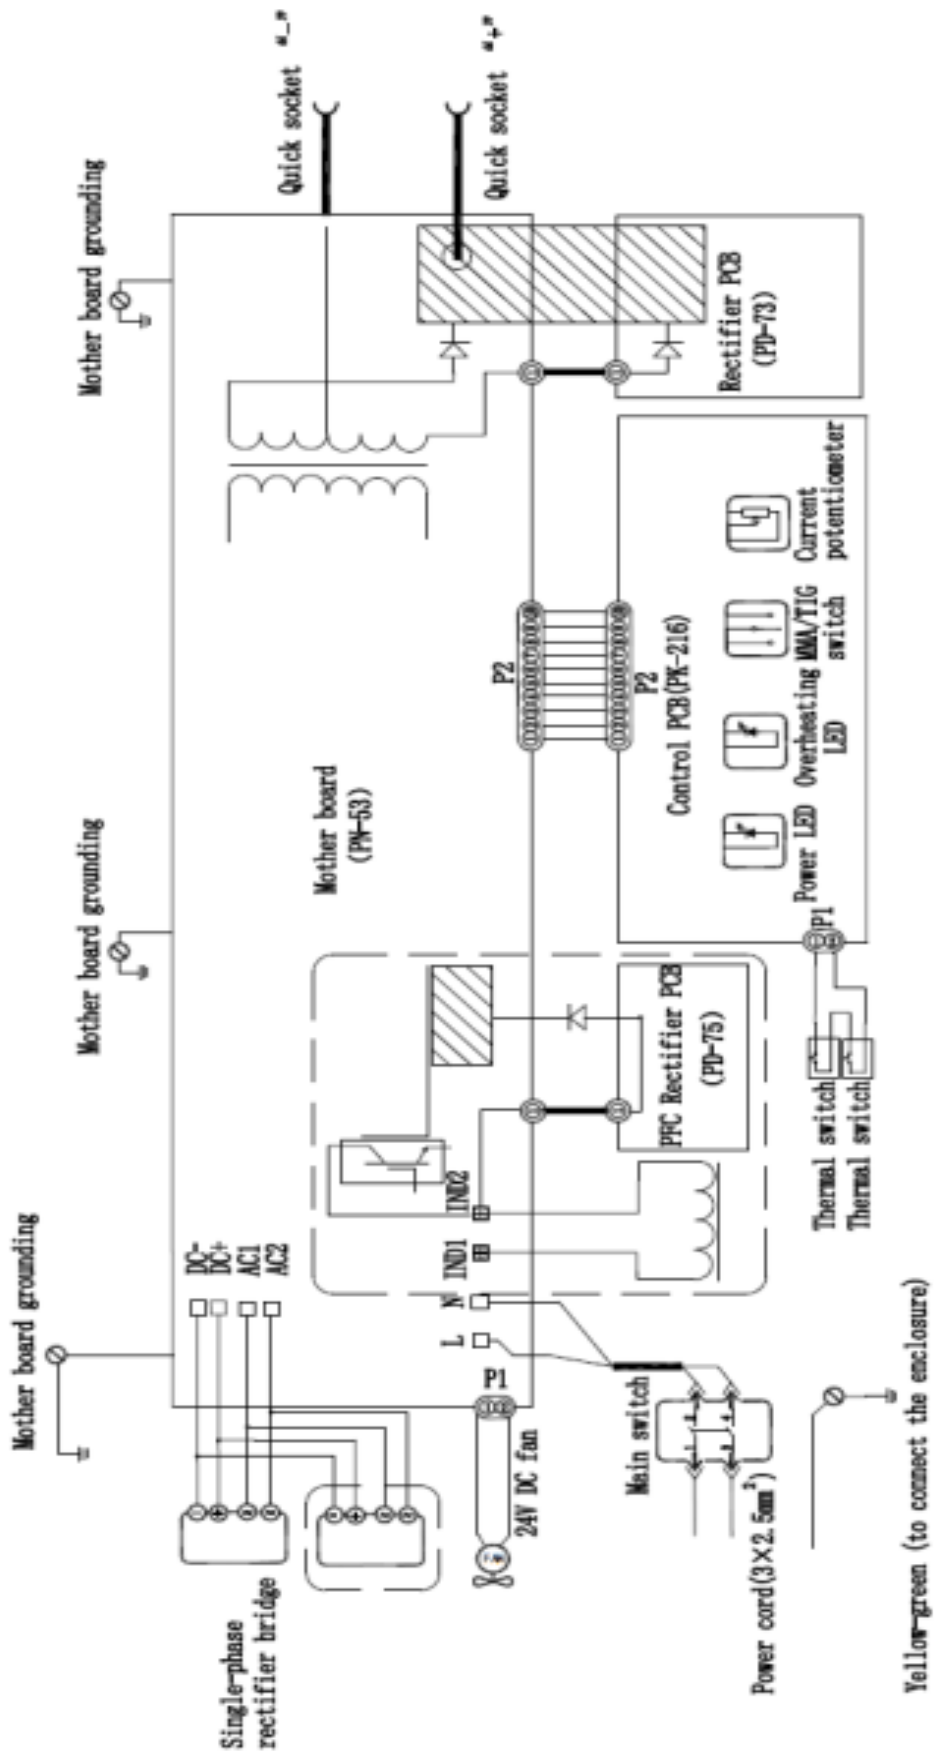 Mother board grounding
Mother board grounding
Mother board grounding
Quick socket "-"
Quick socket "+"
DC-
DC+
AC1
AC2
Single-phase
rectifier bridge
Mother board
(PN-53)
L
N
IND1
IND2
P1
24V DC fan
P2
P2
Control PCB(PK-216)
Rectifier PCB
(PD-73)
PFC Rectifier PCB
(PD-75)
Power LED
Overheating
LED
MMA/TIG
switch
Current
potentiometer
P1
Thermal switch
Thermal switch
Main switch
Power cord(3×2.5mm²)
Yellow-green (to connect the enclosure)